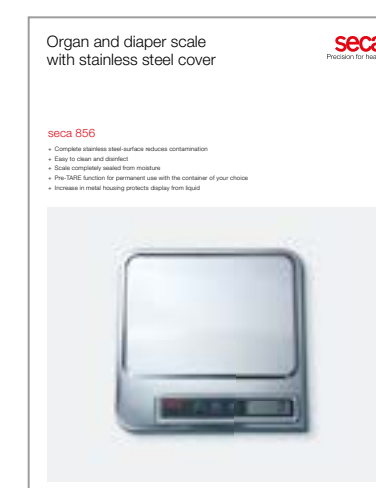 Organ and diaper scale
with stainless steel cover
seca
Precision for hea
seca 856
+ Complete stainless steel-surface reduces contamination
+ Easy to clean and disinfect
+ Scale completely sealed from moisture
+ Pre-TARE function for permanent use with the container of your choice
+ Increase in metal housing protects display from liquid